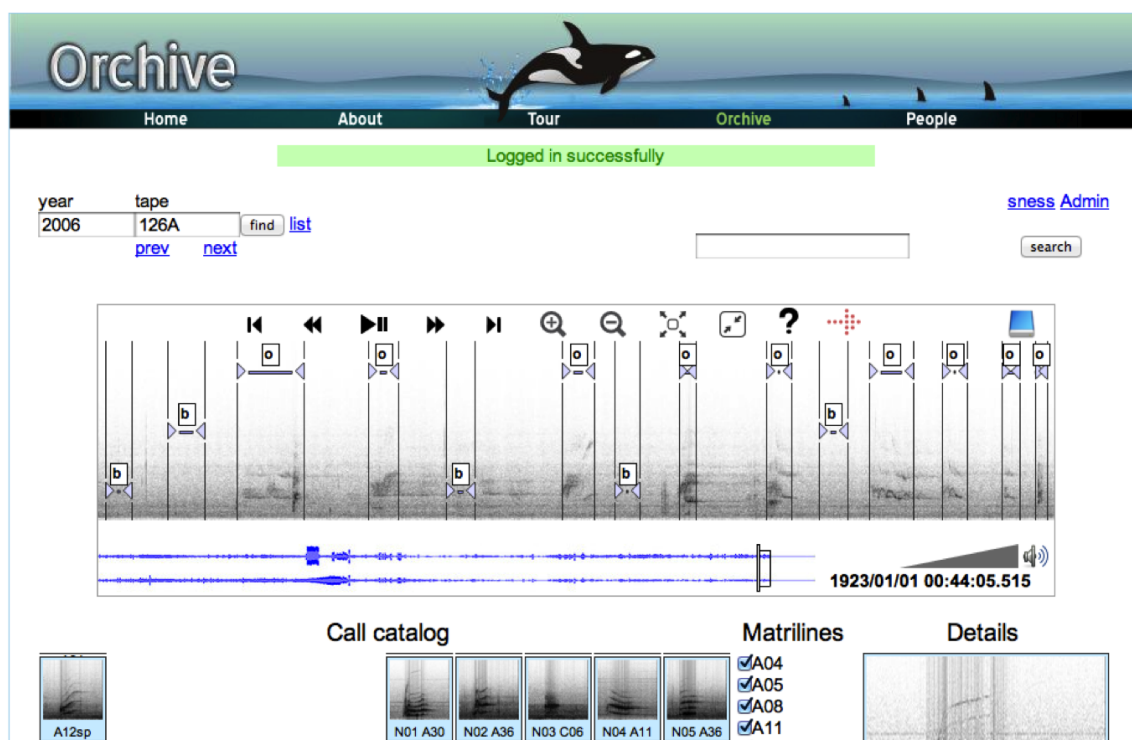 Orchive
Home About Tour Orchive People
Logged in successfully
year tape
sness Admin
2006 126A find list
prev next
search
?
o o o o o o o o o
b b
b b b
1923/01/01 00:44:05.515
Call catalog Matrilines Details
A04
A05
A08
A11
A12sp N01 A30 N02 A36 N03 C06 N04 A11 N05 A36